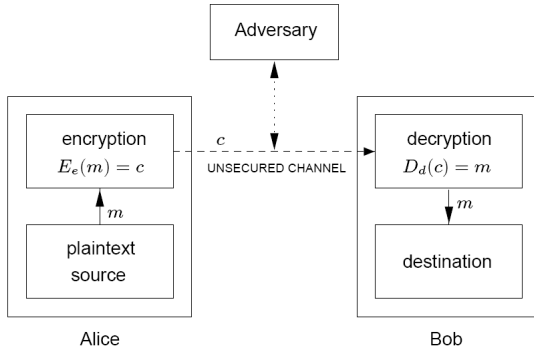 Adversary
encryption
E_e(m) = c
c
UNSECURED CHANNEL
decryption
D_d(c) = m
m
m
plaintext
source
destination
Alice
Bob